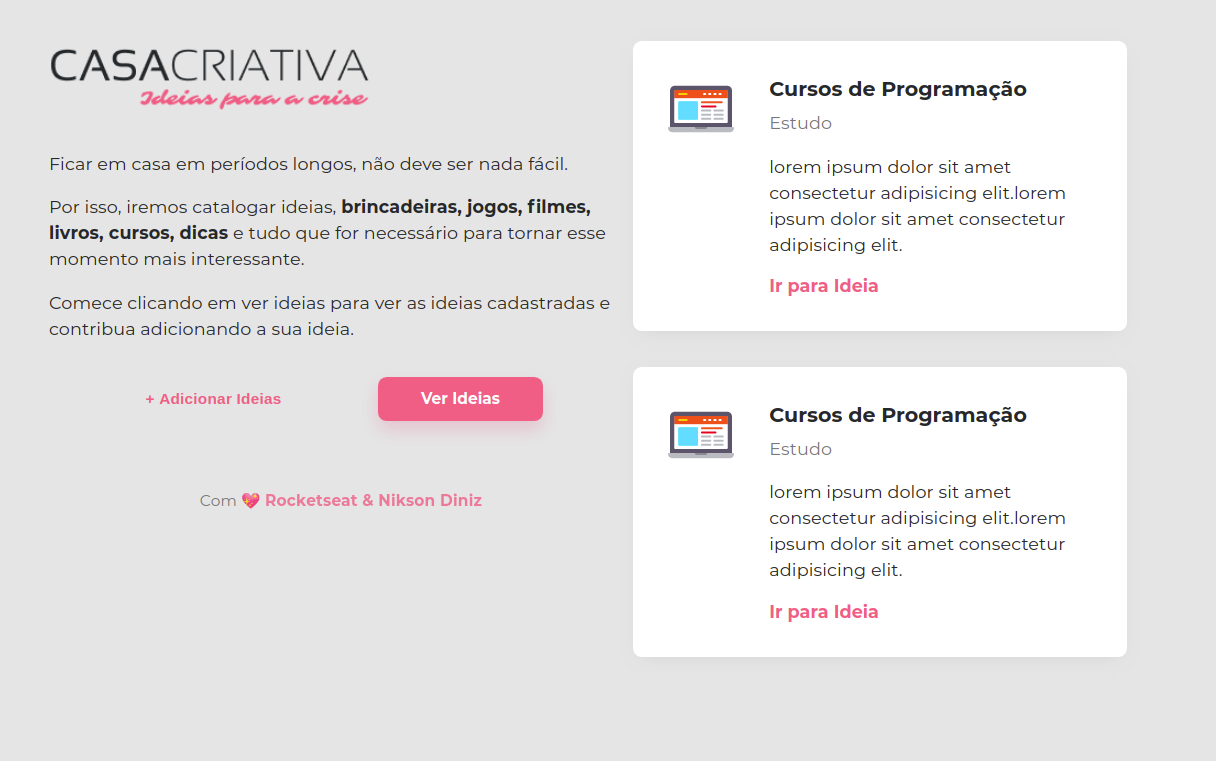 CASACRIATIVA
Ideias para a crise
Ficar em casa em períodos longos, não deve ser nada fácil.
Por isso, iremos catalogar ideias, brincadeiras, jogos, filmes,
livros, cursos, dicas e tudo que for necessário para tornar esse
momento mais interessante.
Comece clicando em ver ideias para ver as ideias cadastradas e
contribua adicionando a sua ideia.
+ Adicionar Ideias
Ver Ideias
Com 💖 Rocketseat & Nikson Diniz
Cursos de Programação
Estudo
lorem ipsum dolor sit amet
consectetur adipisicing elit.lorem
ipsum dolor sit amet consectetur
adipisicing elit.
Ir para Ideia
Cursos de Programação
Estudo
lorem ipsum dolor sit amet
consectetur adipisicing elit.lorem
ipsum dolor sit amet consectetur
adipisicing elit.
Ir para Ideia